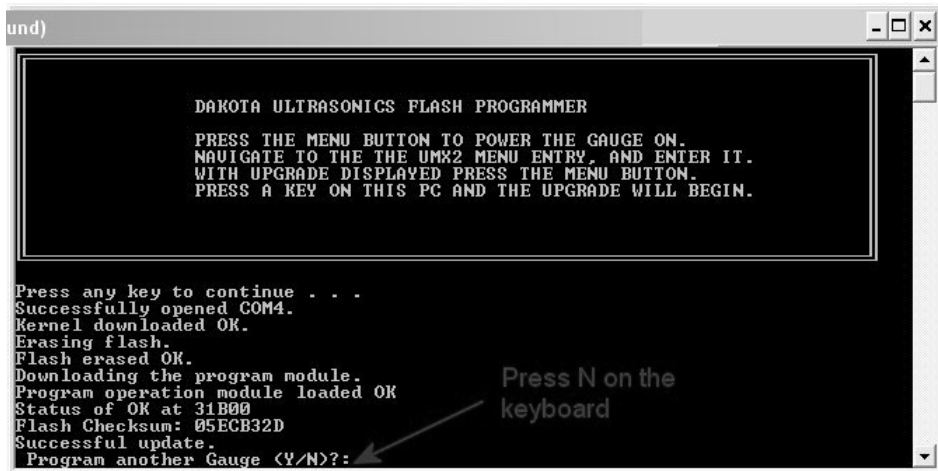 und)
DAKOTA ULTRASONICS FLASH PROGRAMMER
PRESS THE MENU BUTTON TO POWER THE GAUGE ON.
NAVIGATE TO THE THE UMX2 MENU ENTRY, AND ENTER IT.
WITH UPGRADE DISPLAYED PRESS THE MENU BUTTON.
PRESS A KEY ON THIS PC AND THE UPGRADE WILL BEGIN.
Press any key to continue . . .
Successfully opened COM4.
Kernel downloaded OK.
Erasing flash.
Flash erased OK.
Downloading the program module.
Program operation module loaded OK
Status of OK at 31B00
Flash Checksum: 05ECB32D
Successful update.
Program another Gauge (Y/N)?:
Press N on the
keyboard